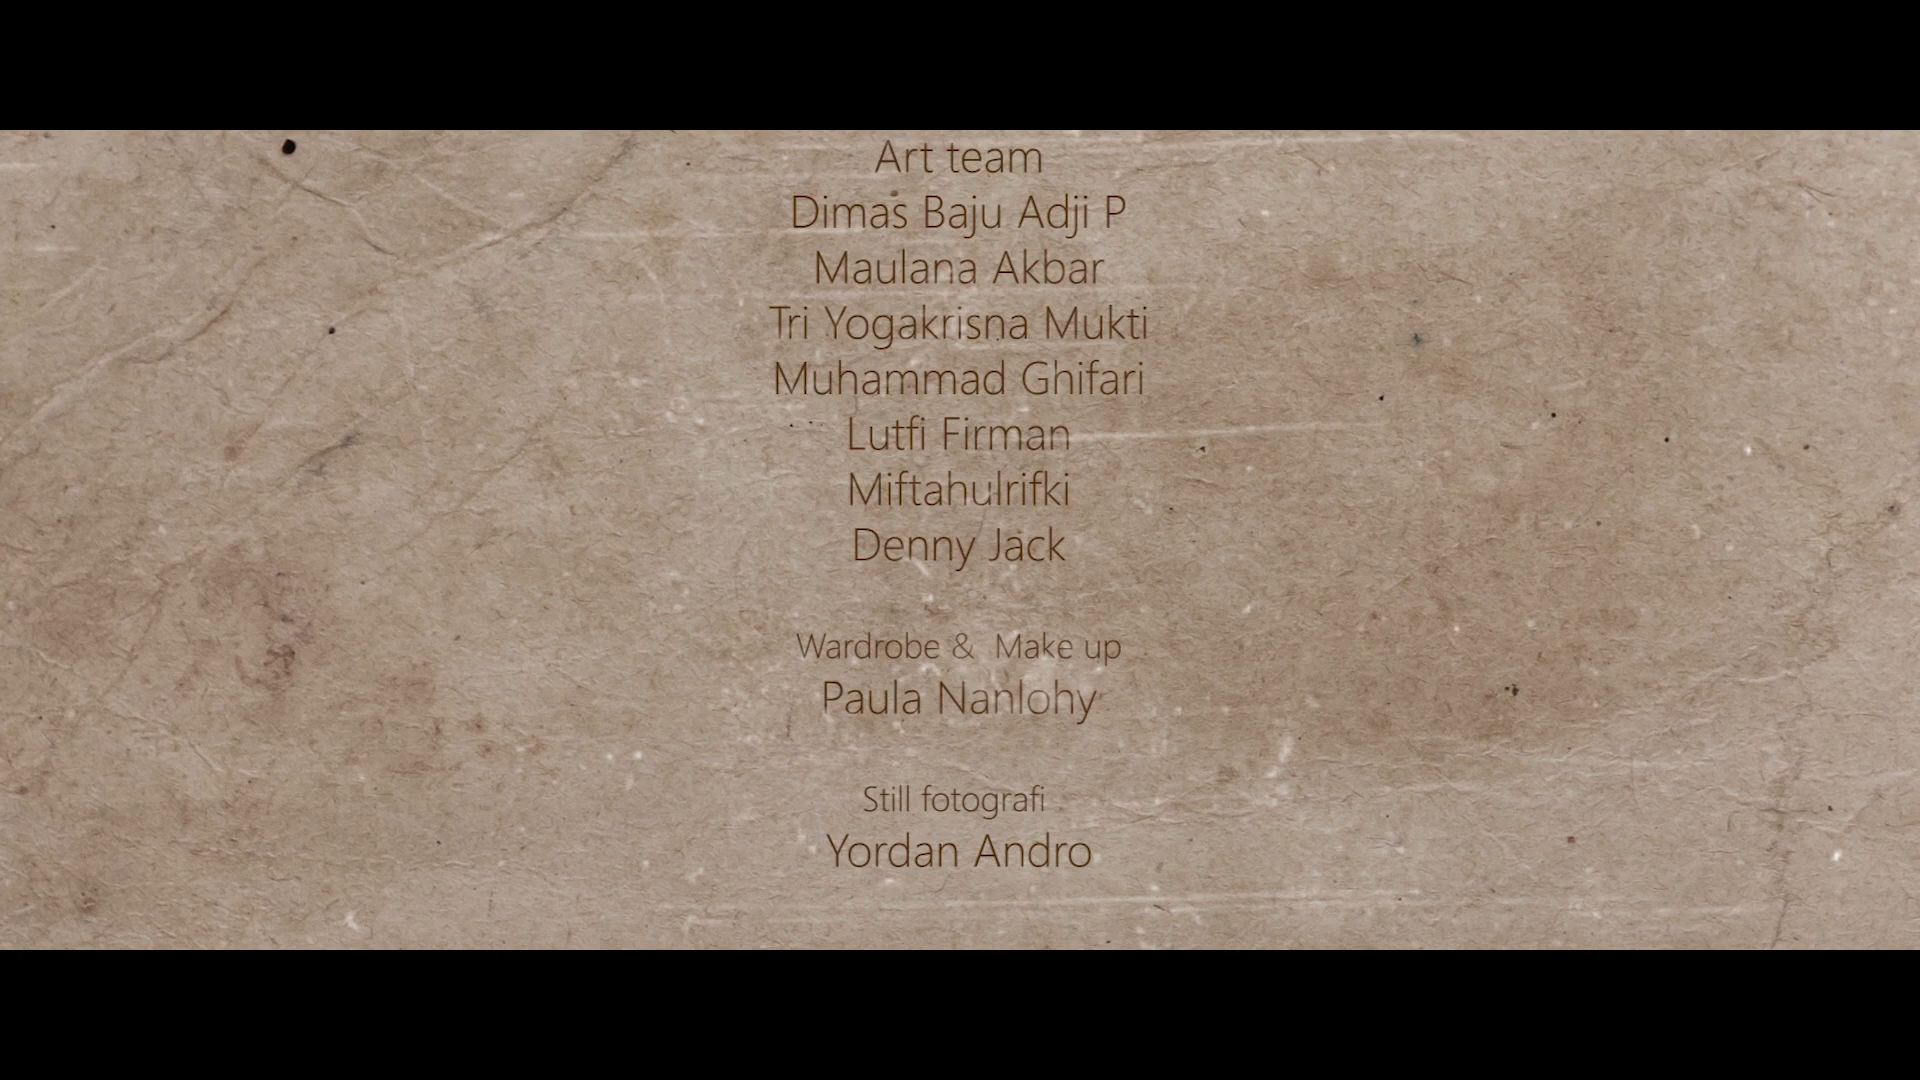 Art team
Dimas Baju Adji P
Maulana Akbar
Tri Yogakrisna Mukti
Muhammad Ghifari
Lutfi Firman
Miftahulrifki
Denny Jack
Wardrobe & Make up
Paula Nanlohy
Still fotografi
Yordan Andro